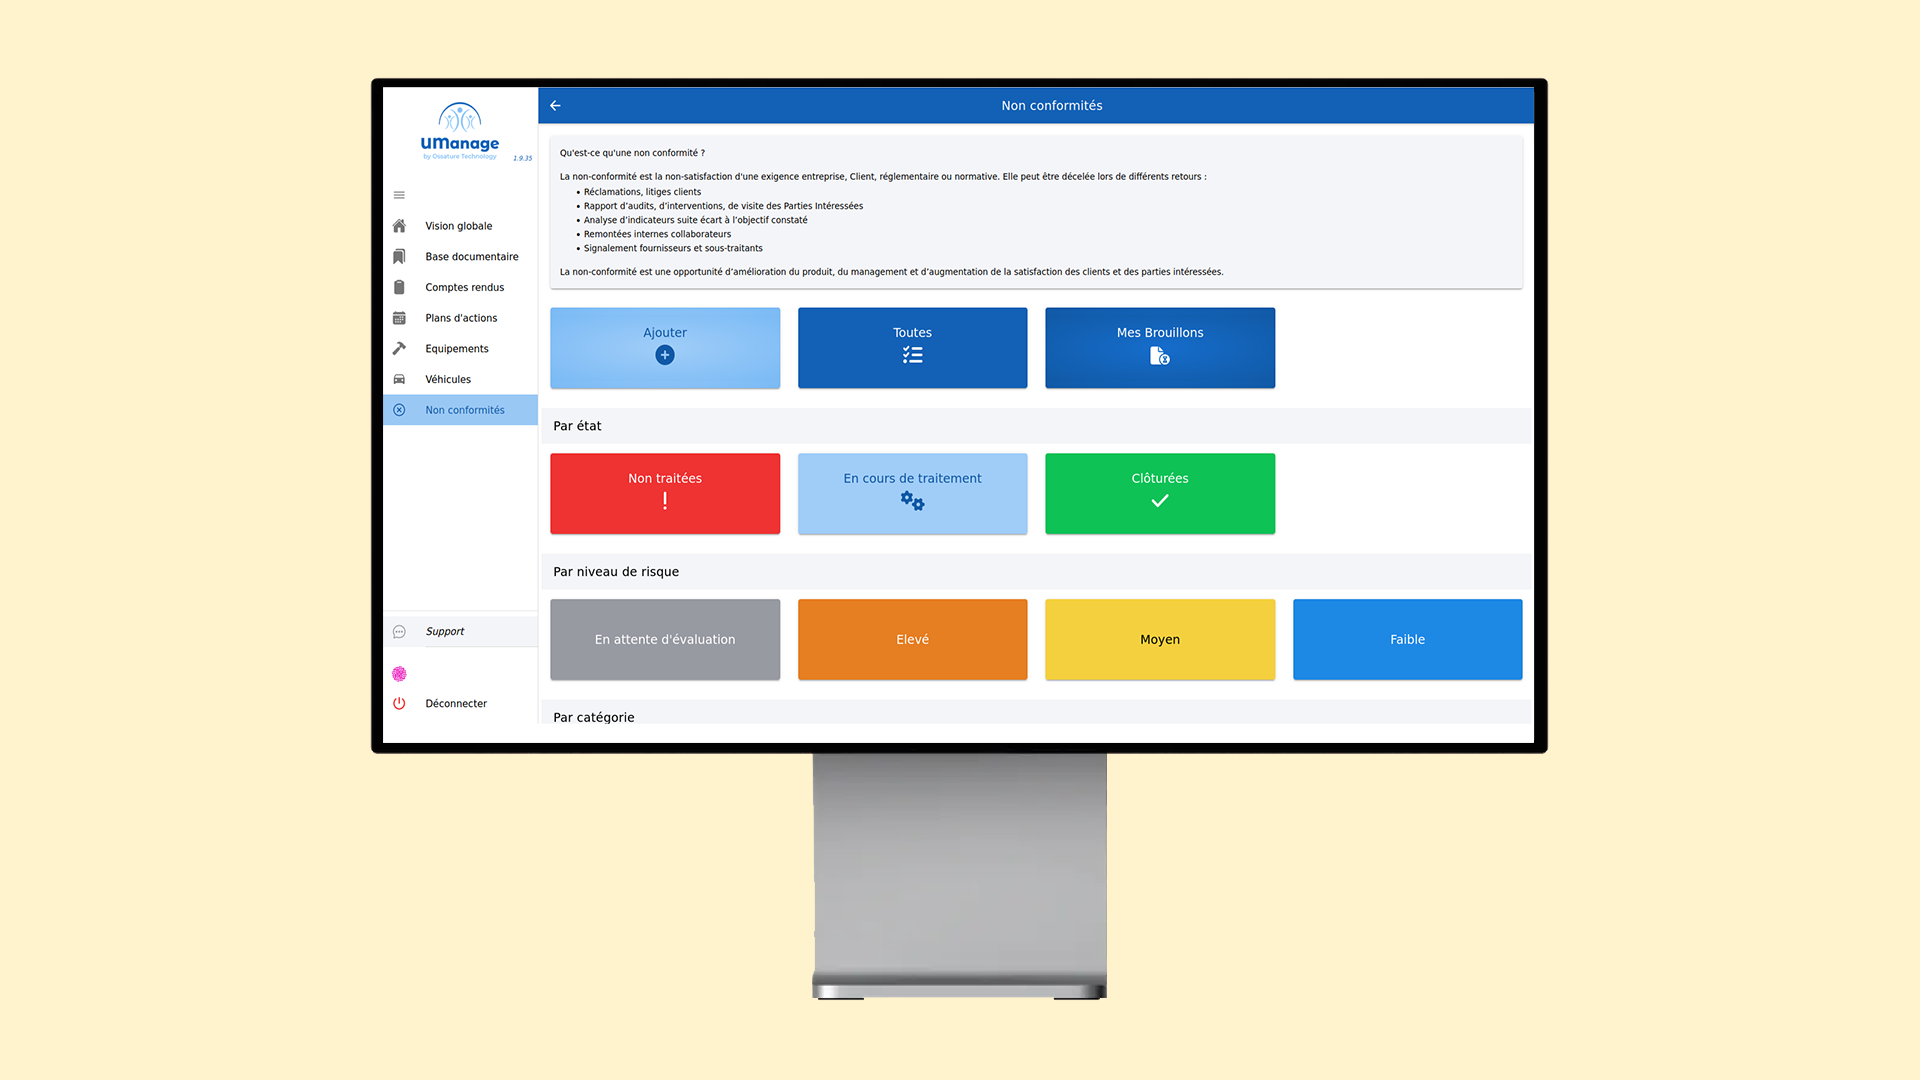 uManage
by Ossature Technology
1.9.35
Vision globale
Base documentaire
Comptes rendus
Plans d'actions
Equipements
Véhicules
Non conformités
Support
Déconnecter
Non conformités
Qu'est-ce qu'une non conformité ?
La non-conformité est la non-satisfaction d'une exigence entreprise, Client, réglementaire ou normative. Elle peut être décelée lors de différents retours :
• Réclamations, litiges clients
• Rapport d’audits, d’interventions, de visite des Parties Intéressées
• Analyse d’indicateurs suite écart à l’objectif constaté
• Remontées internes collaborateurs
• Signalement fournisseurs et sous-traitants
La non-conformité est une opportunité d’amélioration du produit, du management et d’augmentation de la satisfaction des clients et des parties intéressées.
Ajouter
Toutes
Mes Brouillons
Par état
Non traitées
En cours de traitement
Clôturées
Par niveau de risque
En attente d'évaluation
Elevé
Moyen
Faible
Par catégorie